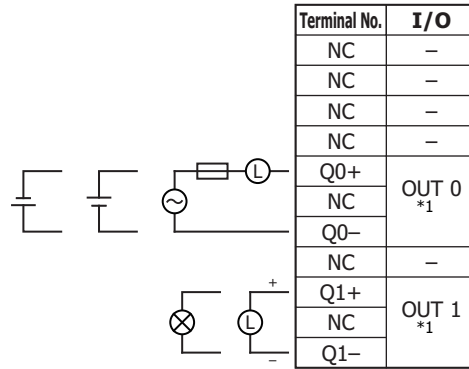 Terminal No. I/O
NC –
NC –
NC –
NC –
L Q0+
NC OUT 0
*1
Q0–
NC –
+ Q1+
L NC OUT 1
*1
– Q1–